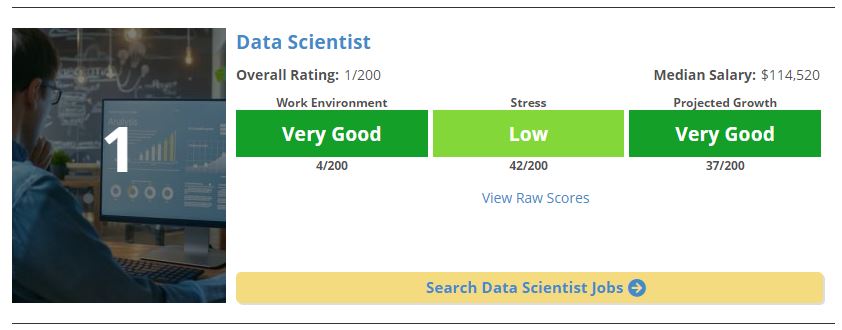 Data Scientist
Overall Rating: 1/200 Median Salary: $114,520
Work Environment Stress Projected Growth
Very Good Low Very Good
4/200 42/200 37/200
View Raw Scores
Search Data Scientist Jobs
1
Analysis